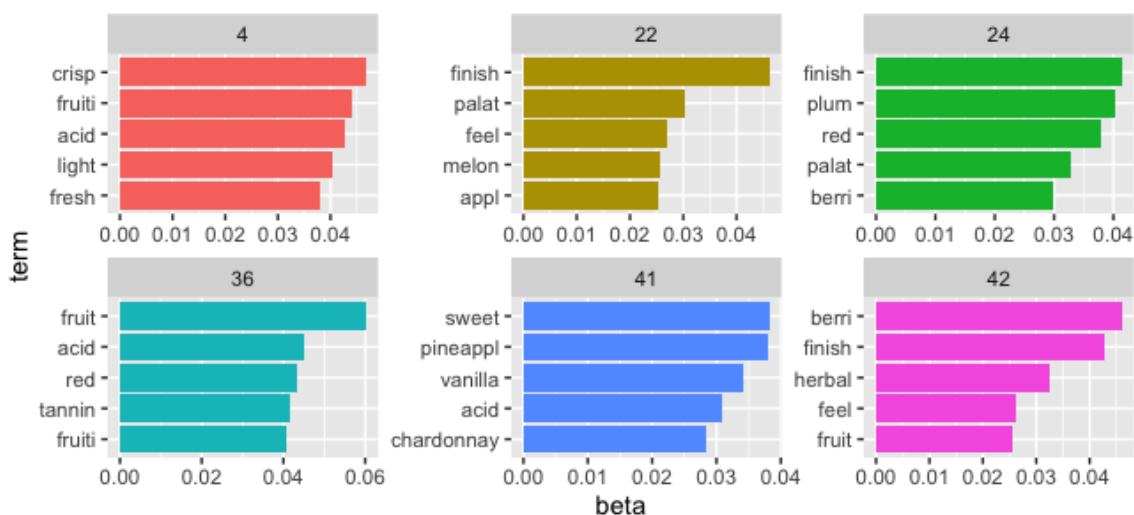 4
crisp
fruiti
acid
light
fresh
0.00 0.01 0.02 0.03 0.04
22
finish
palat
feel
melon
appl
0.00 0.01 0.02 0.03 0.04
24
finish
plum
red
palat
berri
0.00 0.01 0.02 0.03 0.04
term
36
fruit
acid
red
tannin
fruiti
0.00 0.02 0.04 0.06
41
sweet
pineappl
vanilla
acid
chardonnay
0.00 0.01 0.02 0.03 0.04
42
berri
finish
herbal
feel
fruit
0.00 0.01 0.02 0.03 0.04
beta